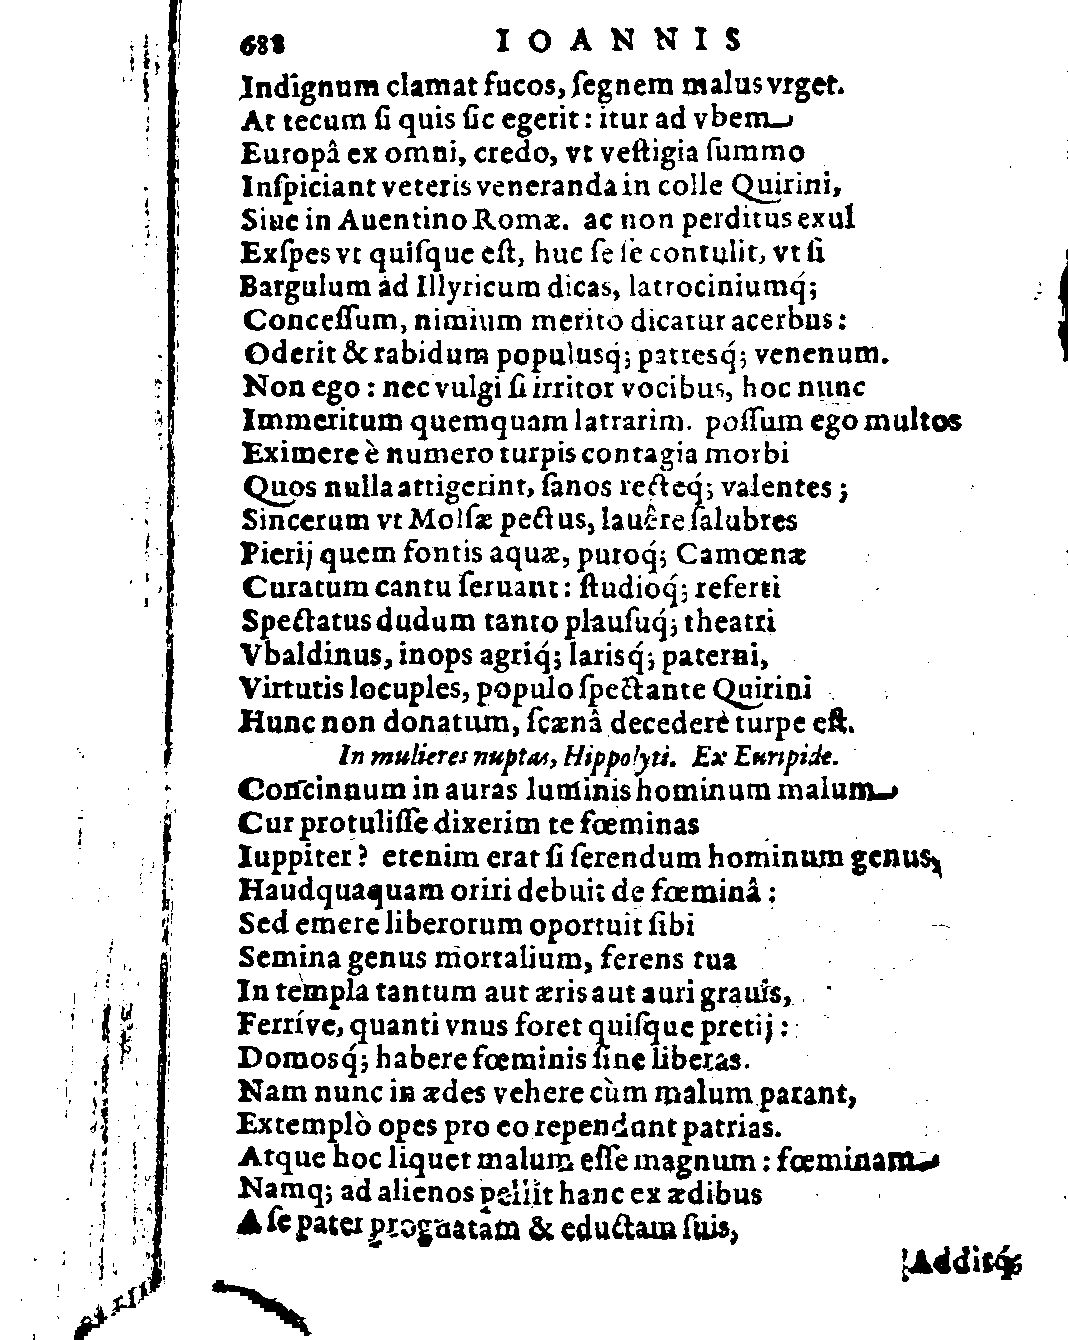 688 IOANNIS
Indignum clamat fucos, ſegnem malus vrget.
At tecum ſi quis ſic egerit: itur ad vbem
Europâ ex omni, credo, vt veſtigia ſummo
Inſpiciant veteris veneranda in colle Quirini,
Siue in Auentino Romæ. ac non perditus exul
Exſpes vt quiſque eſt, huc ſe ſe contulit, vt ſi
Bargulum ad Illyricum dicas, latrociniumq́;
Conceſſum, nimium merito dicatur acerbus:
Oderit & rabidum populusq́; patresq́; venenum.
Non ego: nec vulgi ſi irritor vocibus, hoc nunc
Immeritum quemquam latrarim. poſſum ego multos
Eximere è numero turpis contagia morbi
Quos nulla attigerint, ſanos recteq́; valentes;
Sincerum vt Molſæ pectus, lauêre ſalubres
Pierij quem fontis aquæ, puroq́; Camœnæ
Curatum cantu ſeruant: ſtudioq́; referti
Spectatus dudum tanto plauſuq́; theatri
Vbaldinus, inops agriq́; larisq́; paterni,
Virtutis locuples, populo ſpectante Quirini
Hunc non donatum, ſcænâ decederè turpe eſt.
In mulieres nuptas, Hippolyti. Ex Euripide.
Concinnum in auras luminis hominum malum
Cur protuliſſe dixerim te fœminas
Iuppiter? etenim erat ſi ſerendum hominum genus,
Haudquaquam oriri debuit de fœminâ:
Sed emere liberorum oportuit ſibi
Semina genus mortalium, ferens tua
In templa tantum aut æris aut auri grauis,
Ferríve, quanti vnus foret quiſque pretij:
Domosq́; habere fœminis ſine liberas.
Nam nunc in ædes vehere cùm malum parant,
Extemplò opes pro eo rependunt patrias.
Atque hoc liquet malum eſſe magnum: fœminam
Namq; ad alienos pellit hanc ex ædibus
A ſe pater prognatam & eductam ſuis,
Additq́;